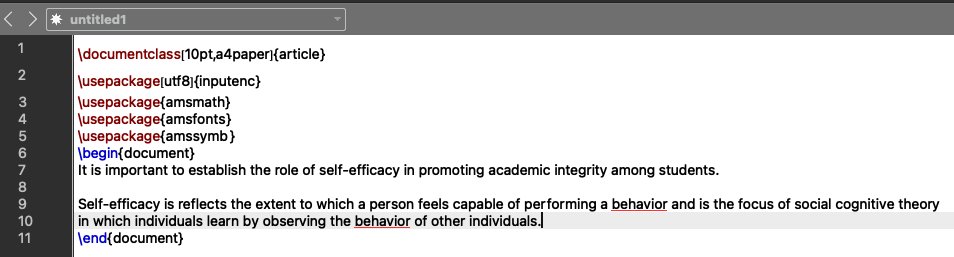 untitled1
1 \documentclass[10pt,a4paper]{article}
2 \usepackage[utf8]{inputenc}
3 \usepackage{amsmath}
4 \usepackage{amsfonts}
5 \usepackage{amssymb}
6 \begin{document}
7 It is important to establish the role of self-efficacy in promoting academic integrity among students.
8
9 Self-efficacy is reflects the extent to which a person feels capable of performing a behavior and is the focus of social cognitive theory
10 in which individuals learn by observing the behavior of other individuals.
11 \end{document}